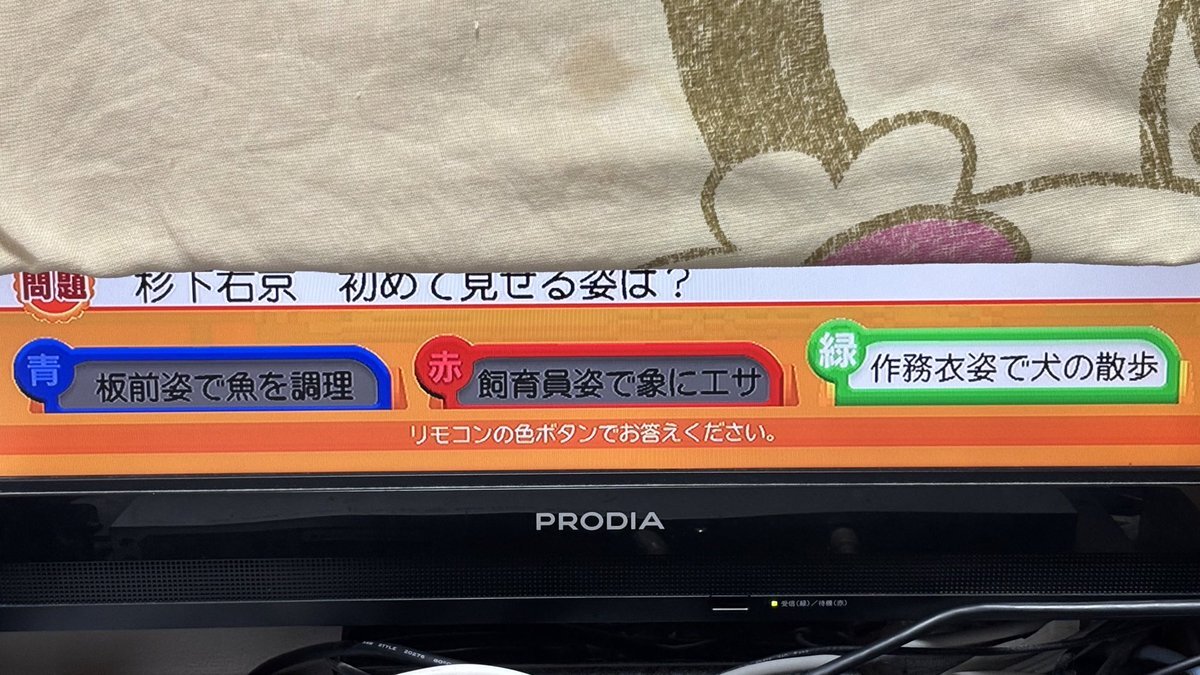 問題 杉下右京 初めて見せる姿は？
青 板前姿で魚を調理
赤 飼育員姿で象にエサ
緑 作務衣姿で犬の散歩
リモコンの色ボタンでお答えください。
PRODIA
受信(緑)／待機(赤)